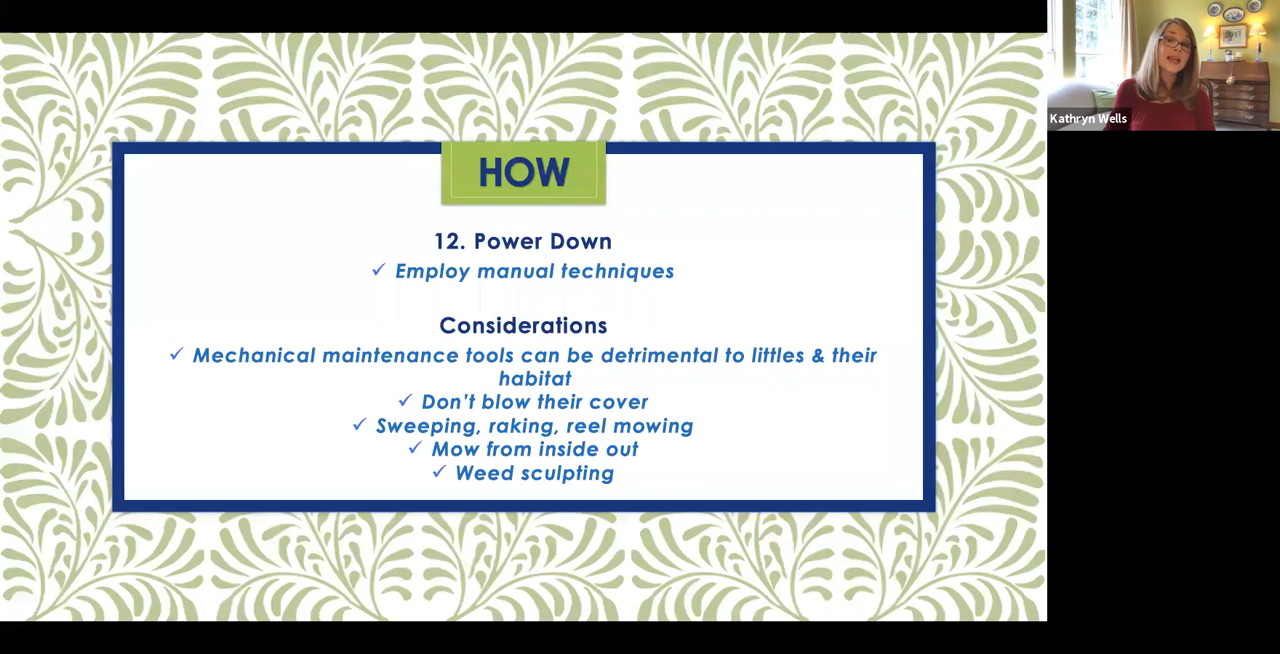 HOW
12. Power Down
✓ Employ manual techniques
Considerations
✓ Mechanical maintenance tools can be detrimental to littles & their
habitat
✓ Don't blow their cover
✓ Sweeping, raking, reel mowing
✓ Mow from inside out
✓ Weed sculpting
Kathryn Wells